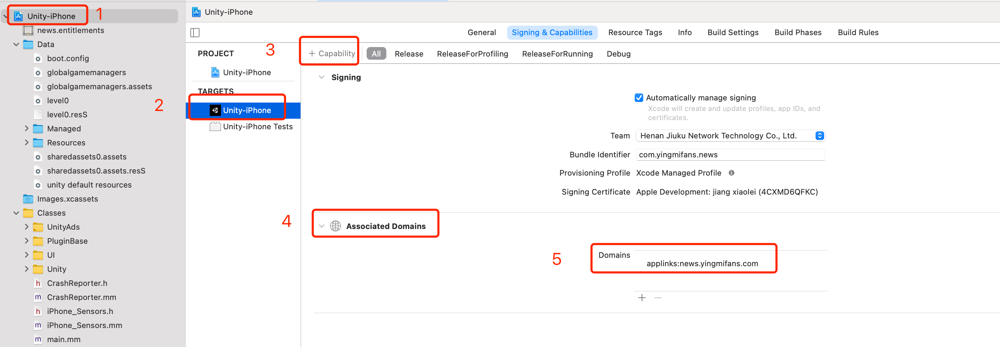 Unity-iPhone
1
news.entitlements
Data
boot.config
globalgamemanagers
globalgamemanagers.assets
level0
2
level0.resS
Managed
Resources
sharedassets0.assets
sharedassets0.assets.resS
unity default resources
Images.xcassets
Classes
UnityAds
PluginBase
UI
Unity
CrashReporter.h
CrashReporter.mm
iPhone_Sensors.h
iPhone_Sensors.mm
main.mm
Unity-iPhone
General Signing & Capabilities Resource Tags Info Build Settings Build Phases Build Rules
PROJECT
Unity-iPhone
TARGETS
Unity-iPhone
Unity-iPhone Tests
3
+ Capability All Release ReleaseForProfiling ReleaseForRunning Debug
Signing
Automatically manage signing
Xcode will create and update profiles, app IDs, and
certificates.
Team Henan Jiuku Network Technology Co., Ltd.
Bundle Identifier com.yingmifans.news
Provisioning Profile Xcode Managed Profile
Signing Certificate Apple Development: jiang xiaolei (4CXMD6QFKC)
4
Associated Domains
5
Domains
applinks:news.yingmifans.com